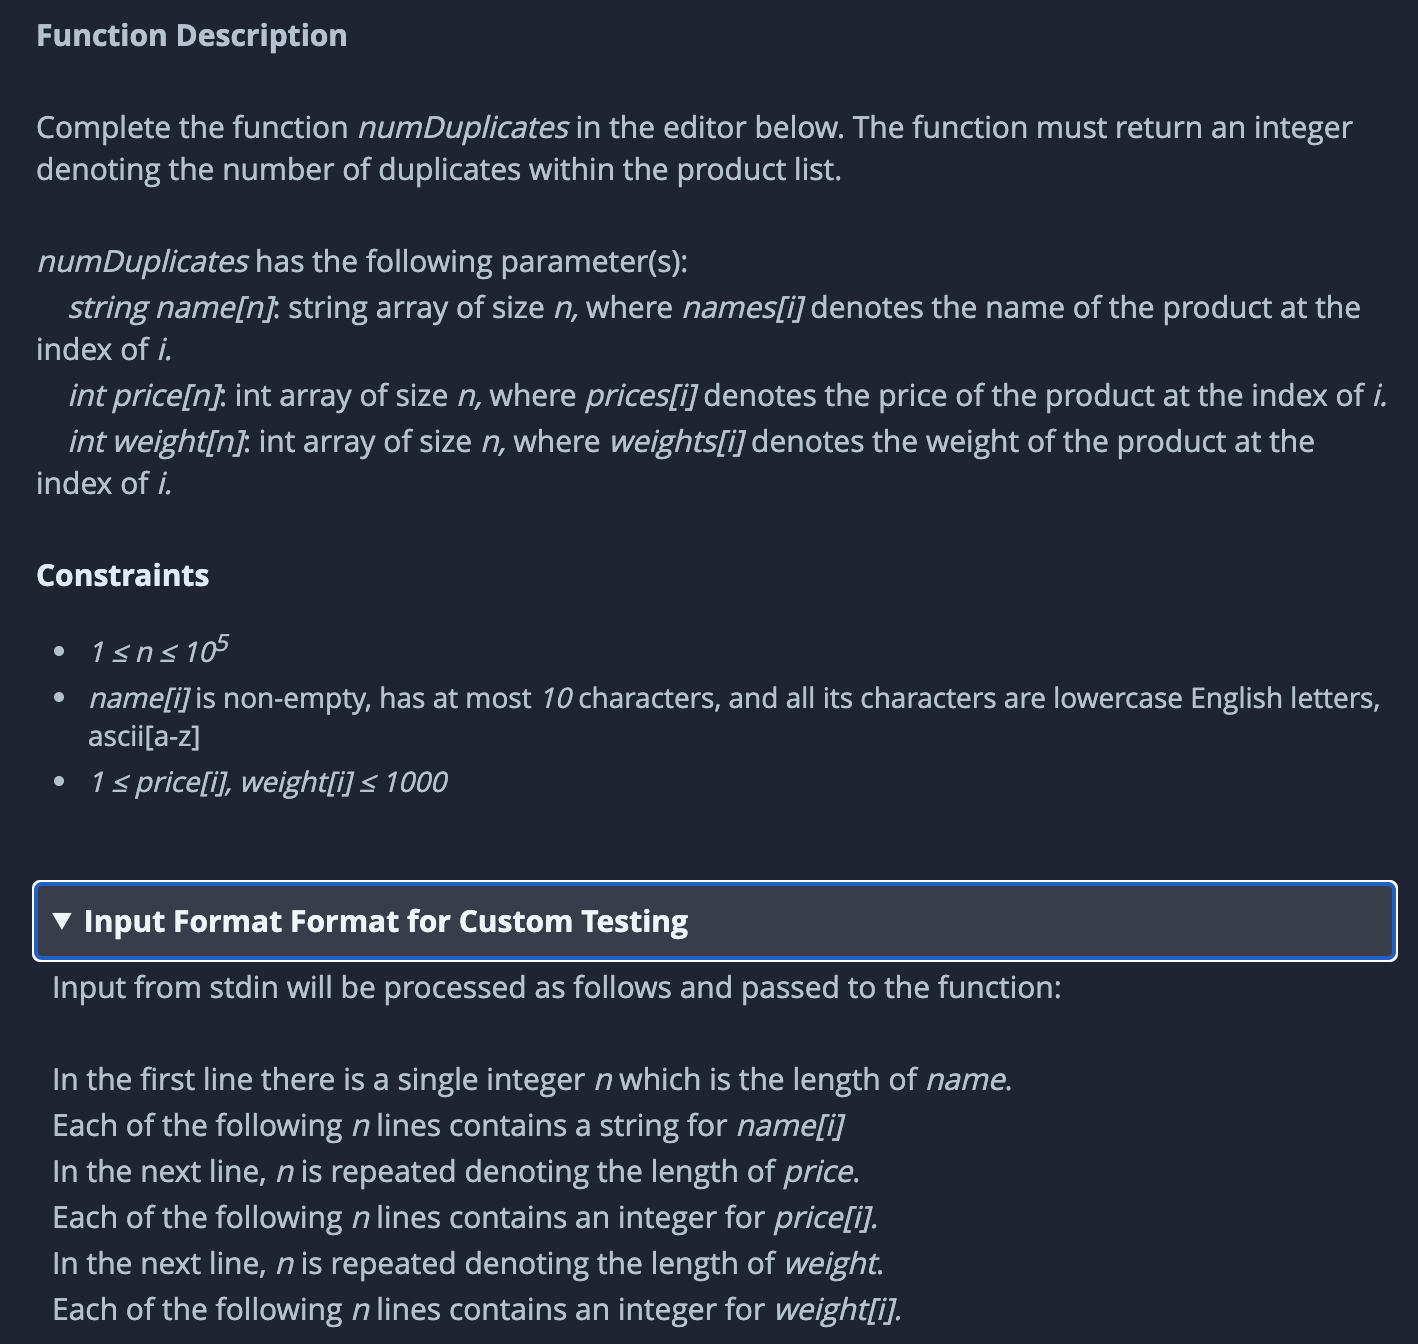 Function Description
Complete the function numDuplicates in the editor below. The function must return an integer
denoting the number of duplicates within the product list.
numDuplicates has the following parameter(s):
string name[n]: string array of size n, where names[i] denotes the name of the product at the
index of i.
int price[n]: int array of size n, where prices[i] denotes the price of the product at the index of i.
int weight[n]: int array of size n, where weights[i] denotes the weight of the product at the
index of i.
Constraints
• 1 ≤ n ≤ 10⁵
• name[i] is non-empty, has at most 10 characters, and all its characters are lowercase English letters,
ascii[a-z]
• 1 ≤ price[i], weight[i] ≤ 1000
▼ Input Format Format for Custom Testing
Input from stdin will be processed as follows and passed to the function:
In the first line there is a single integer n which is the length of name.
Each of the following n lines contains a string for name[i]
In the next line, n is repeated denoting the length of price.
Each of the following n lines contains an integer for price[i].
In the next line, n is repeated denoting the length of weight.
Each of the following n lines contains an integer for weight[i].